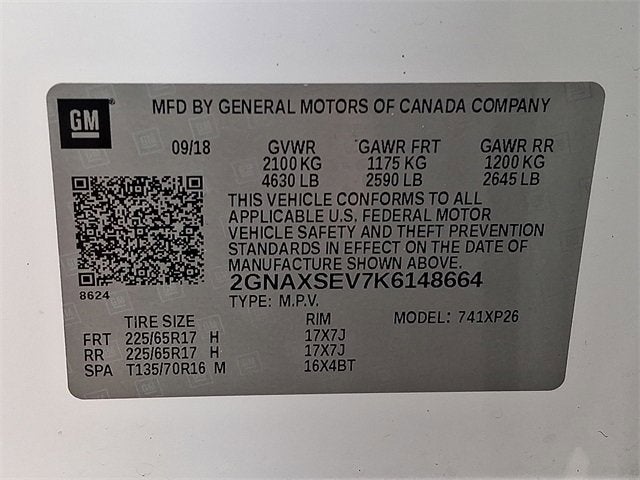 GM
MFD BY GENERAL MOTORS OF CANADA COMPANY
09/18 GVWR GAWR FRT GAWR RR
2100 KG 1175 KG 1200 KG
4630 LB 2590 LB 2645 LB
THIS VEHICLE CONFORMS TO ALL
APPLICABLE U.S. FEDERAL MOTOR
VEHICLE SAFETY AND THEFT PREVENTION
STANDARDS IN EFFECT ON THE DATE OF
MANUFACTURE SHOWN ABOVE.
8624
2GNAXSEV7K6148664
TYPE: M.P.V.
TIRE SIZE RIM MODEL: 741XP26
FRT 225/65R17 H 17X7J
RR 225/65R17 H 17X7J
SPA T135/70R16 M 16X4BT